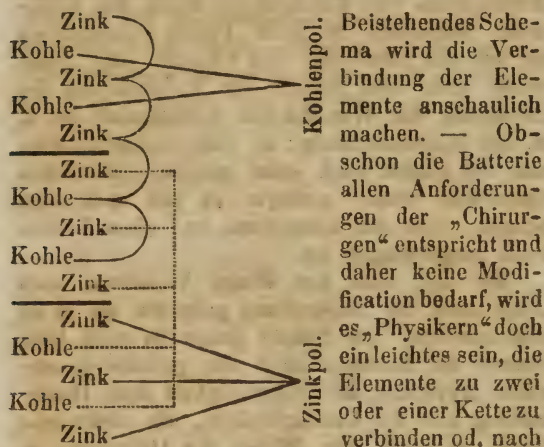 Zink
Kohle
Zink
Kohle
Zink
Zink
Kohle
Zink
Kohle
Zink
Zink
Kohle
Zink
Kohle
Zink
Kohlenpol.
Zinkpol.
Beistehendes Sche-
ma wird die Ver-
bindung der Ele-
mente anschaulich
machen. — Ob-
schon die Batterie
allen Anforderun-
gen der „Chirur-
gen“ entspricht und
daher keine Modi-
fication bedarf, wird
es „Physikern“ doch
ein leichtes sein, die
Elemente zu zwei
oder einer Kette zu
verbinden od. nach